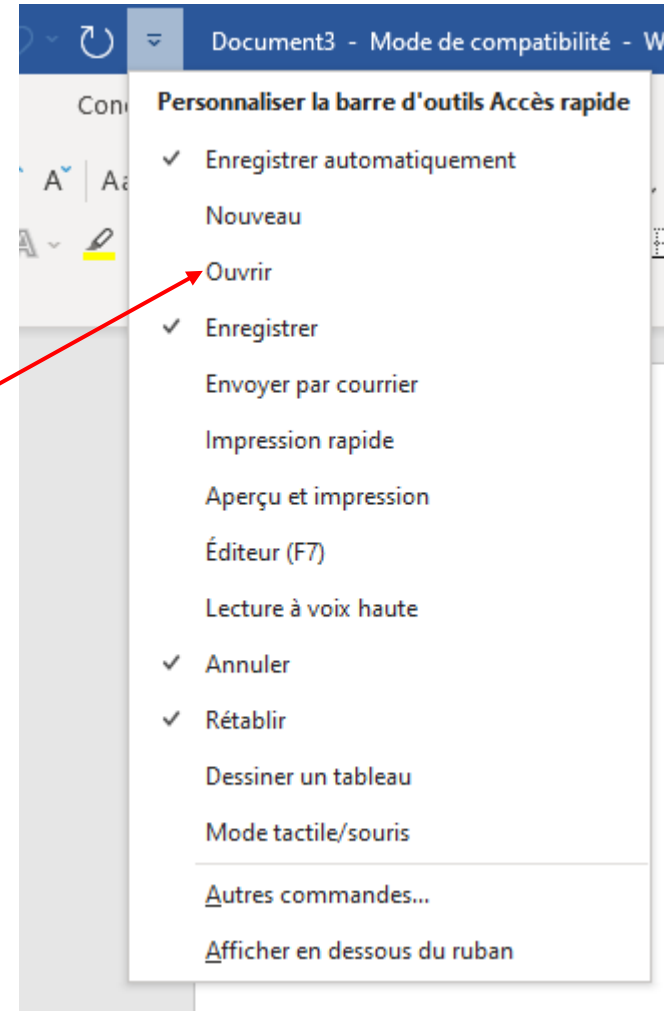 Document3 - Mode de compatibilité -
Personnaliser la barre d'outils Accès rapide
Enregistrer automatiquement
Nouveau
Ouvrir
Enregistrer
Envoyer par courrier
Impression rapide
Aperçu et impression
Éditeur (F7)
Lecture à voix haute
Annuler
Rétablir
Dessiner un tableau
Mode tactile/souris
Autres commandes...
Afficher en dessous du ruban